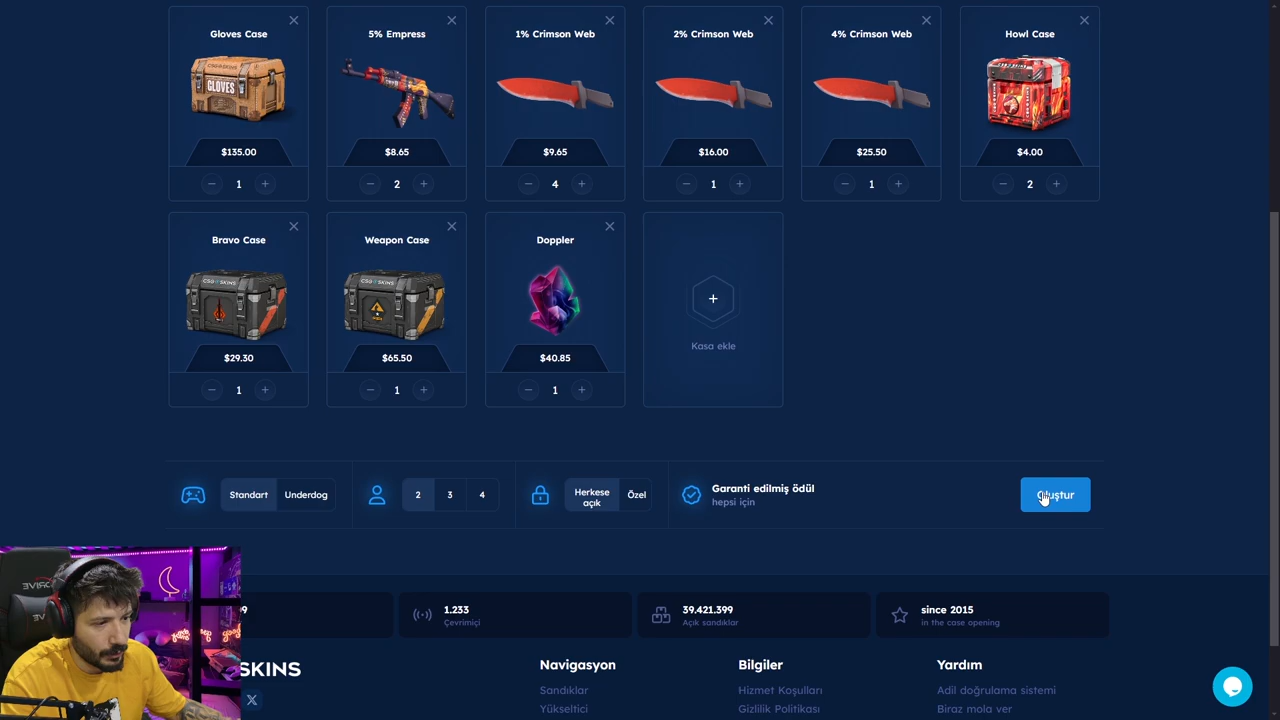 Gloves Case
5% Empress
1% Crimson Web
2% Crimson Web
4% Crimson Web
Howl Case
GLOVES
$135.00
$8.65
$9.65
$16.00
$25.50
$4.00
1
2
4
1
1
2
Bravo Case
Weapon Case
Doppler
Kasa ekle
$29.30
$65.50
$40.85
1
1
1
Standart
Underdog
2
3
4
Herkese
açık
Özel
Garanti edilmiş ödül
hepsi için
Oluştur
1.233
Çevrimiçi
39,421.399
Açık sandıklar
since 2015
in the case opening
SKINS
Navigasyon
Bilgiler
Yardım
Sandıklar
Hizmet Koşulları
Adil doğrulama sistemi
Yükseltici
Gizlilik Politikası
Biraz mola ver